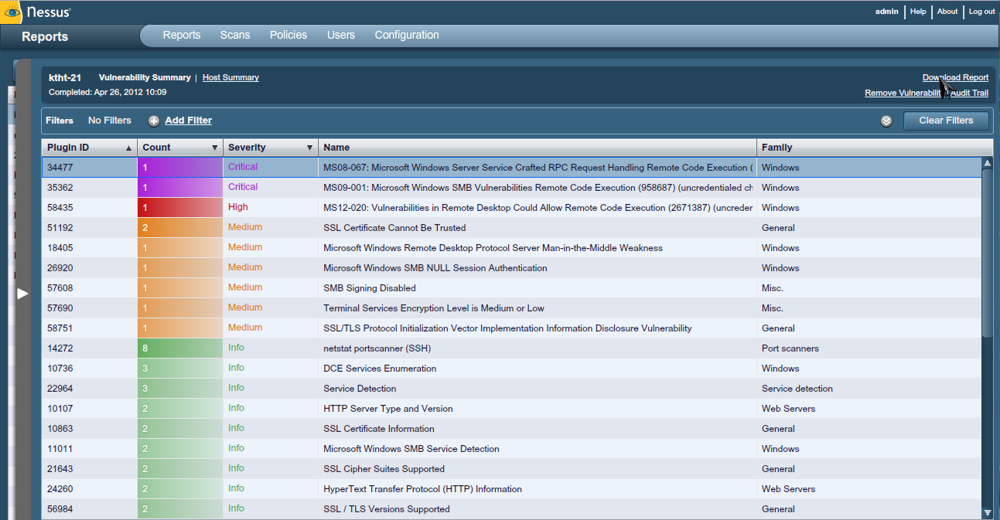 Nessus
admin | Help | About | Log out
Reports
Reports Scans Policies Users Configuration
ktht-21 Vulnerability Summary | Host Summary
Download Report
Completed: Apr 26, 2012 10:09
Remove Vulnerability | Audit Trail
Filters No Filters Add Filter Clear Filters
Plugin ID Count Severity Name Family
34477 1 Critical MS08-067: Microsoft Windows Server Service Crafted RPC Request Handling Remote Code Execution ( Windows
35362 1 Critical MS09-001: Microsoft Windows SMB Vulnerabilities Remote Code Execution (958687) (uncredentialed ch Windows
58435 1 High MS12-020: Vulnerabilities in Remote Desktop Could Allow Remote Code Execution (2671387) (uncreder Windows
51192 2 Medium SSL Certificate Cannot Be Trusted General
18405 1 Medium Microsoft Windows Remote Desktop Protocol Server Man-in-the-Middle Weakness Windows
26920 1 Medium Microsoft Windows SMB NULL Session Authentication Windows
57608 1 Medium SMB Signing Disabled Misc.
57690 1 Medium Terminal Services Encryption Level is Medium or Low Misc.
58751 1 Medium SSL/TLS Protocol Initialization Vector Implementation Information Disclosure Vulnerability General
14272 8 Info netstat portscanner (SSH) Port scanners
10736 3 Info DCE Services Enumeration Windows
22964 3 Info Service Detection Service detection
10107 2 Info HTTP Server Type and Version Web Servers
10863 2 Info SSL Certificate Information General
11011 2 Info Microsoft Windows SMB Service Detection Windows
21643 2 Info SSL Cipher Suites Supported General
24260 2 Info HyperText Transfer Protocol (HTTP) Information Web Servers
56984 2 Info SSL / TLS Versions Supported General